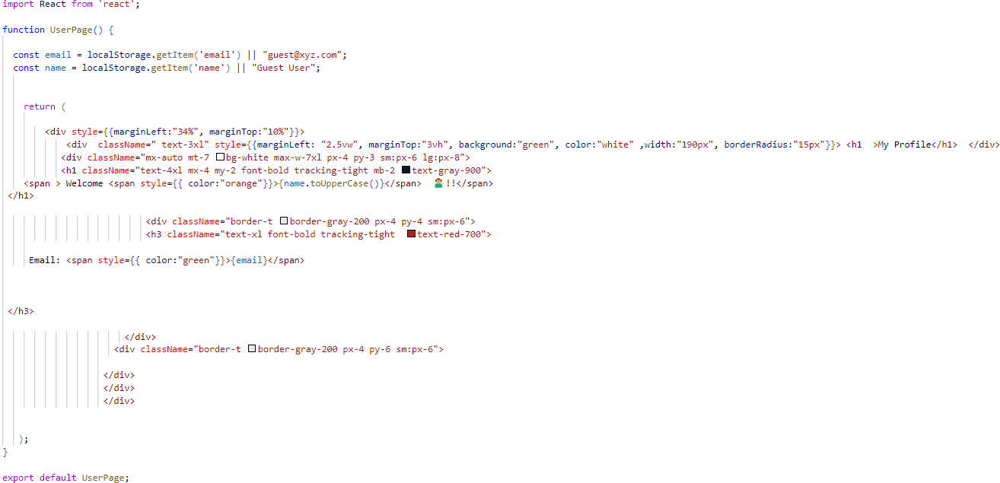 import React from 'react';
function UserPage() {
const email = localStorage.getItem('email') || "guest@xyz.com";
const name = localStorage.getItem('name') || "Guest User";
return (
<div style={{marginLeft:"34%", marginTop:"10%"}}>
<div  className=" text-3xl" style={{marginLeft: "2.5vw", marginTop:"3vh", background:"green", color:"white" ,width:"190px", borderRadius:"15px"}}> <h1  >My Profile</h1>  </div>
<div className="mx-auto mt-7 bg-white max-w-7xl px-4 py-3 sm:px-6 lg:px-8">
<h1 className="text-4xl mx-4 my-2 font-bold tracking-tight mb-2 text-gray-900">
<span > Welcome <span style={{ color:"orange"}}>{name.toUpperCase()}</span>  🙇‍♂️!!</span>
</h1>
<div className="border-t border-gray-200 px-4 py-4 sm:px-6">
<h3 className="text-xl font-bold tracking-tight  text-red-700">
Email: <span style={{ color:"green"}}>{email}</span>
</h3>
</div>
<div className="border-t border-gray-200 px-4 py-6 sm:px-6">
</div>
</div>
</div>
);
}
export default UserPage;